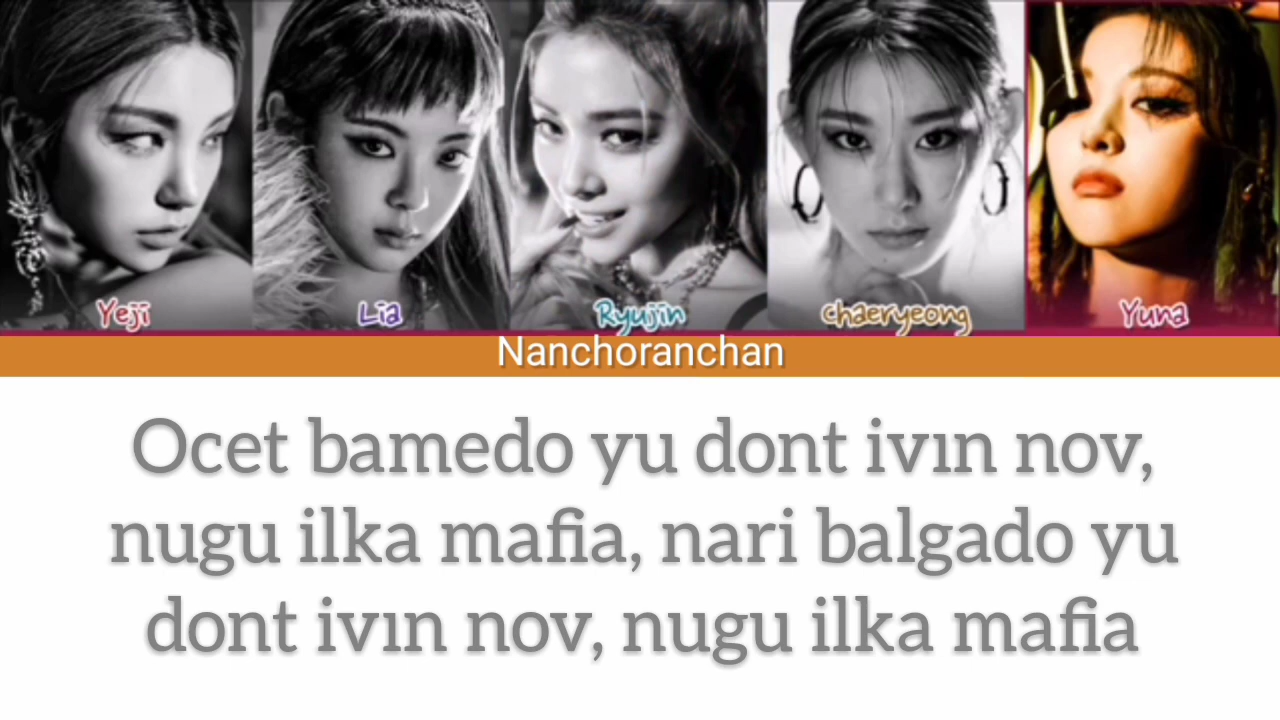 Yeji
Lia
Ryujin
chaeryeong
Yuna
Nanchoranchan
Ocet bamedo yu dont ivın nov,
nugu ilka mafia, nari balgado yu
dont ivın nov, nugu ilka mafia